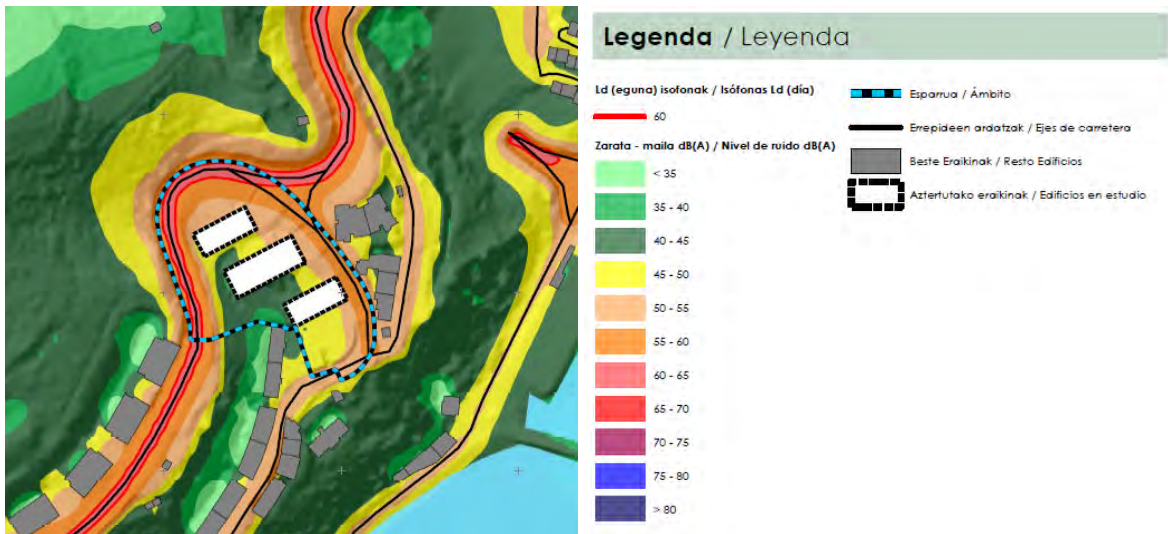 Legenda / Leyenda
Ld (eguna) isofonak / Isófonas Ld (día)
60
Zarata - maila dB(A) / Nivel de ruido dB(A)
< 35
35 - 40
40 - 45
45 - 50
50 - 55
55 - 60
60 - 65
65 - 70
70 - 75
75 - 80
> 80
Esparrua / Ámbito
Errepideen ardatzak / Ejes de carretera
Beste Eraikinak / Resto Edificios
Aztertutako eraikinak / Edificios en estudio